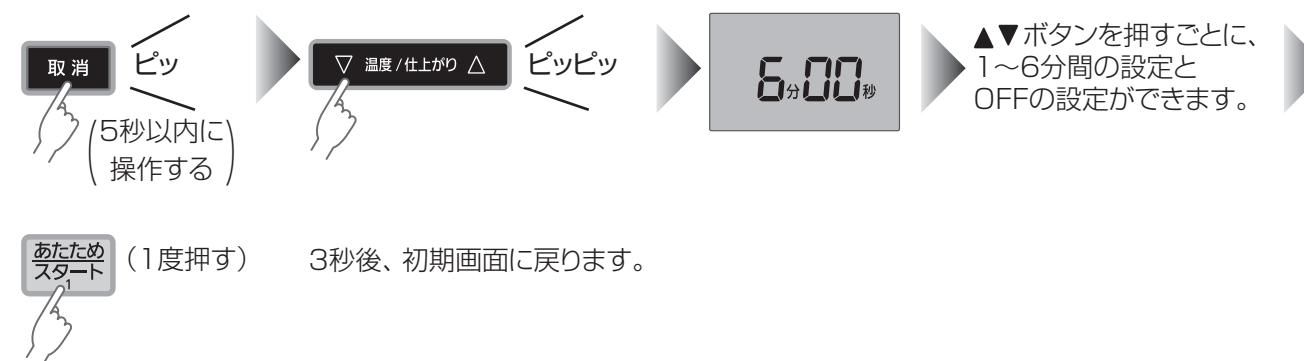 取消
ピッ
(5秒以内に
操作する)
▽ 温度/仕上がり △
ピッピッ
6分00秒
▲▼ボタンを押すごとに、
1～6分間の設定と
OFFの設定ができます。
あたため
スタート
1
(1度押す)
3秒後、初期画面に戻ります。